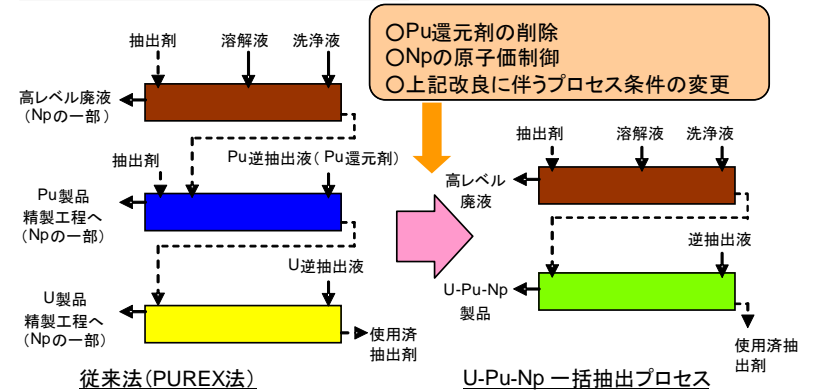 ○Pu還元剤の削除
○Npの原子価制御
○上記改良に伴うプロセス条件の変更
抽出剤
溶解液
洗浄液
高レベル廃液
(Npの一部)
抽出剤
Pu逆抽出液(Pu還元剤)
Pu製品
精製工程へ
(Npの一部)
U逆抽出液
U製品
精製工程へ
(Npの一部)
使用済
抽出剤
従来法(PUREX法)
抽出剤
溶解液
洗浄液
高レベル
廃液
逆抽出液
U-Pu-Np
製品
使用済抽
出剤
U-Pu-Np 一括抽出プロセス